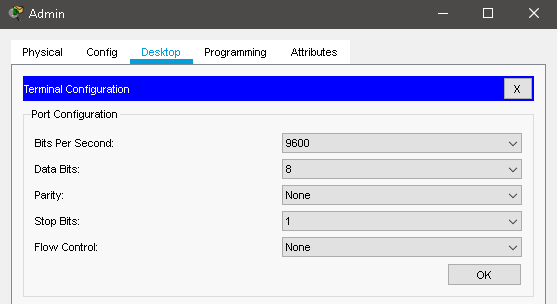 Admin
Physical Config Desktop Programming Attributes
Terminal Configuration X
Port Configuration
Bits Per Second: 9600
Data Bits: 8
Parity: None
Stop Bits: 1
Flow Control: None
OK